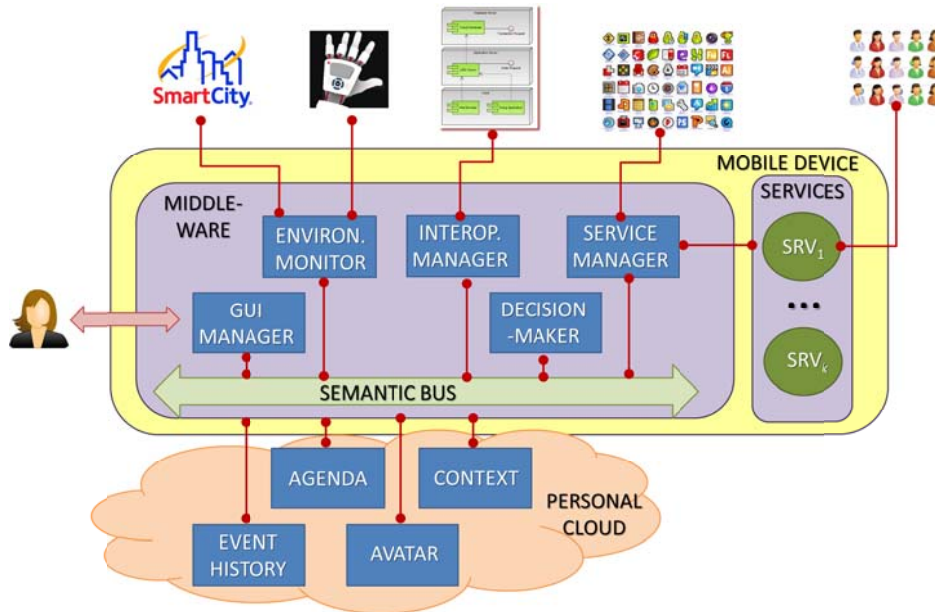 SmartCity
MOBILE DEVICE
MIDDLE-
WARE
ENVIRON.
MONITOR
INTEROP.
MANAGER
SERVICE
MANAGER
SERVICES
SRV1
...
SRVk
GUI
MANAGER
DECISION
-MAKER
SEMANTIC BUS
AGENDA
CONTEXT
PERSONAL
CLOUD
EVENT
HISTORY
AVATAR